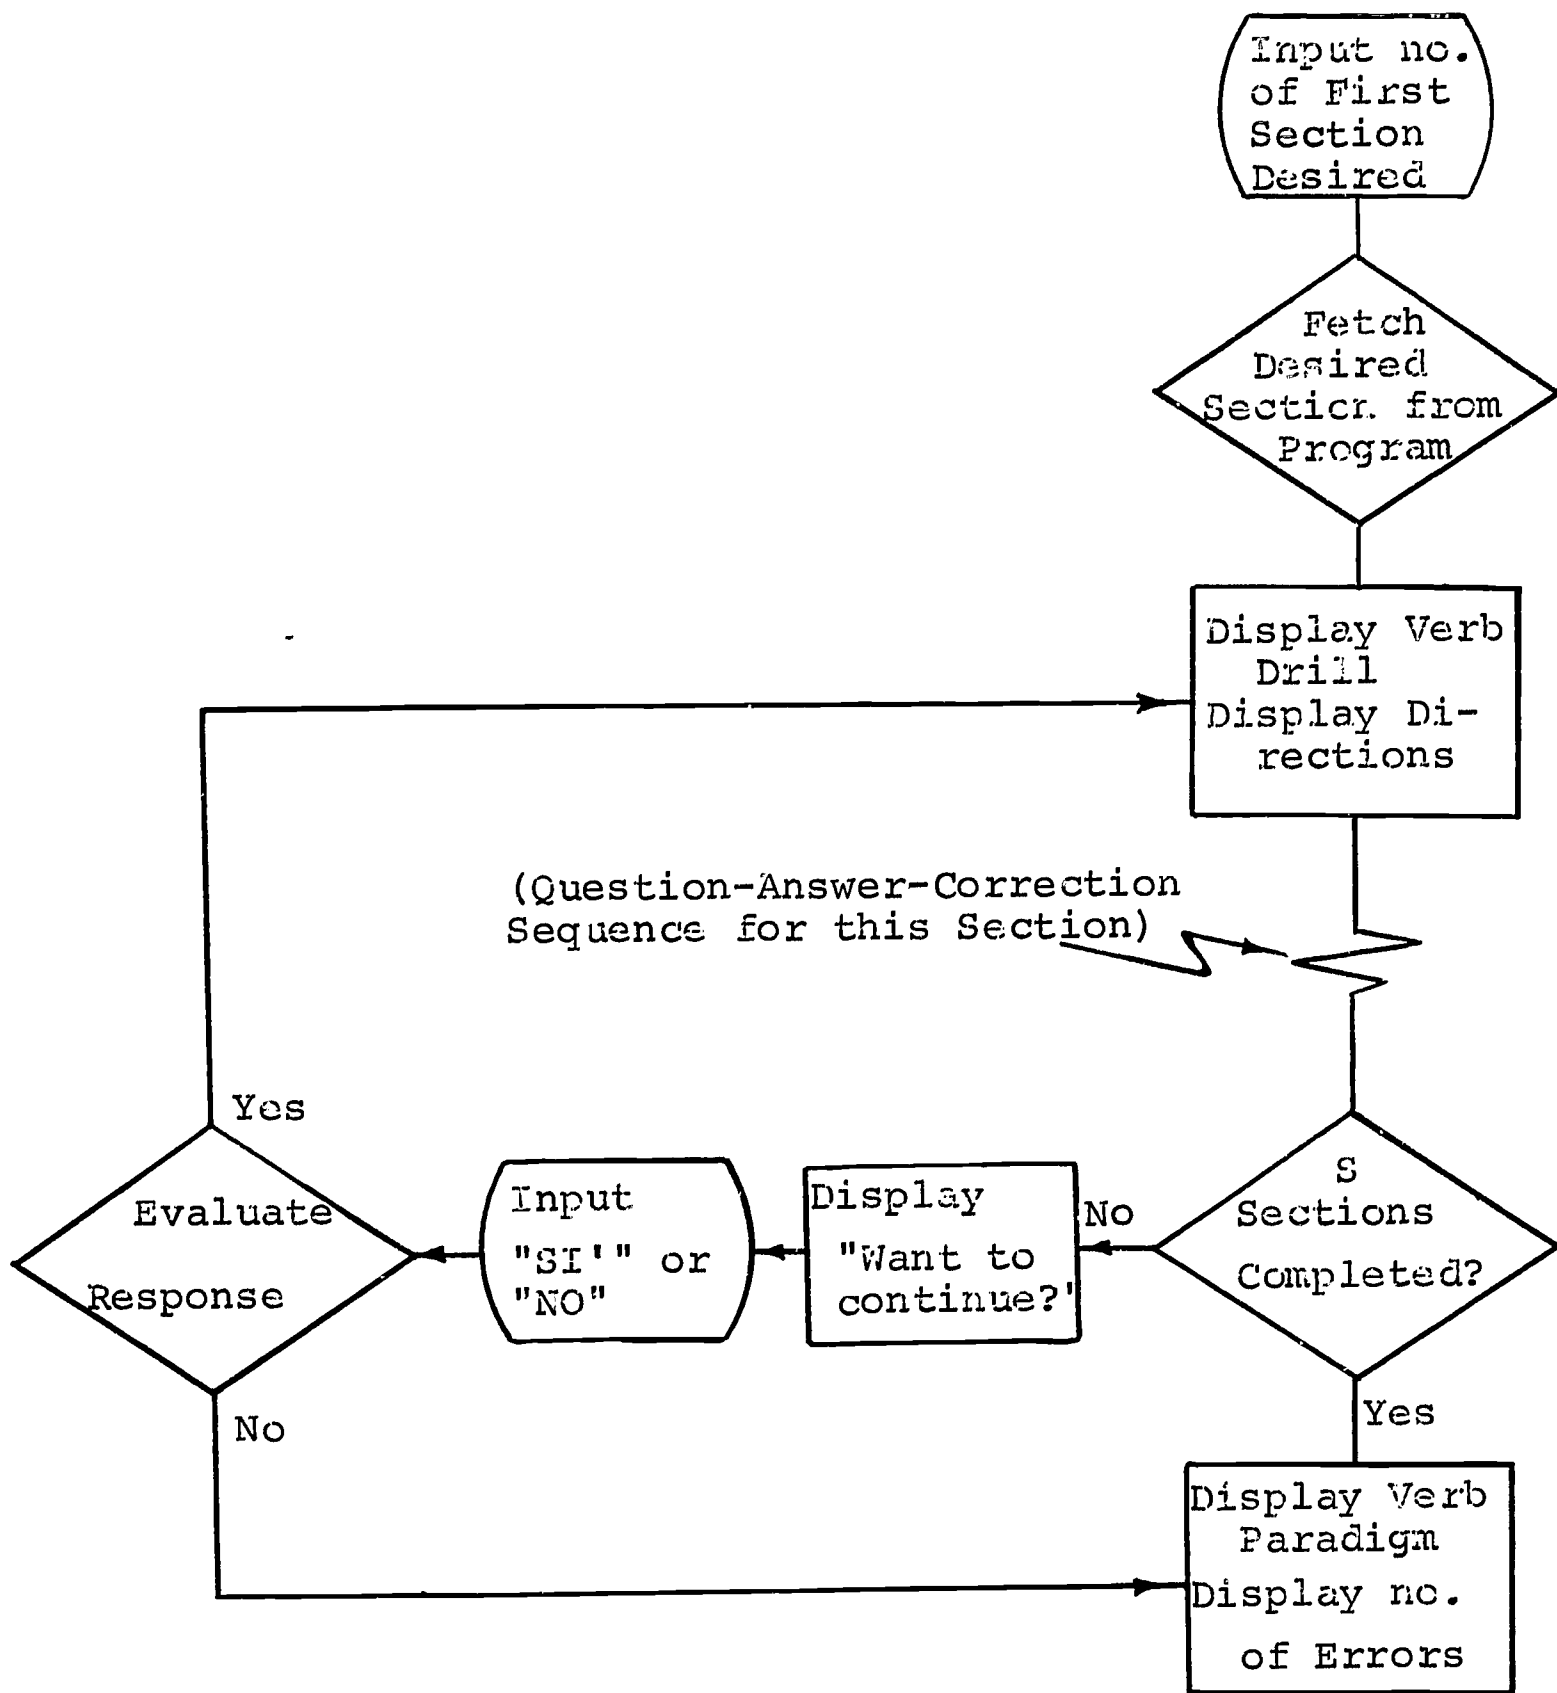 Input no.
of First
Section
Desired
Fetch
Desired
Section from
Program
Display Verb
Drill
Display Di-
rections
(Question-Answer-Correction
Sequence for this Section)
Yes
Evaluate
Response
No
Input
"SI'" or
"NO"
Display
"Want to
continue?'
No
S
Sections
Completed?
Yes
Display Verb
Paradigm
Display no.
of Errors